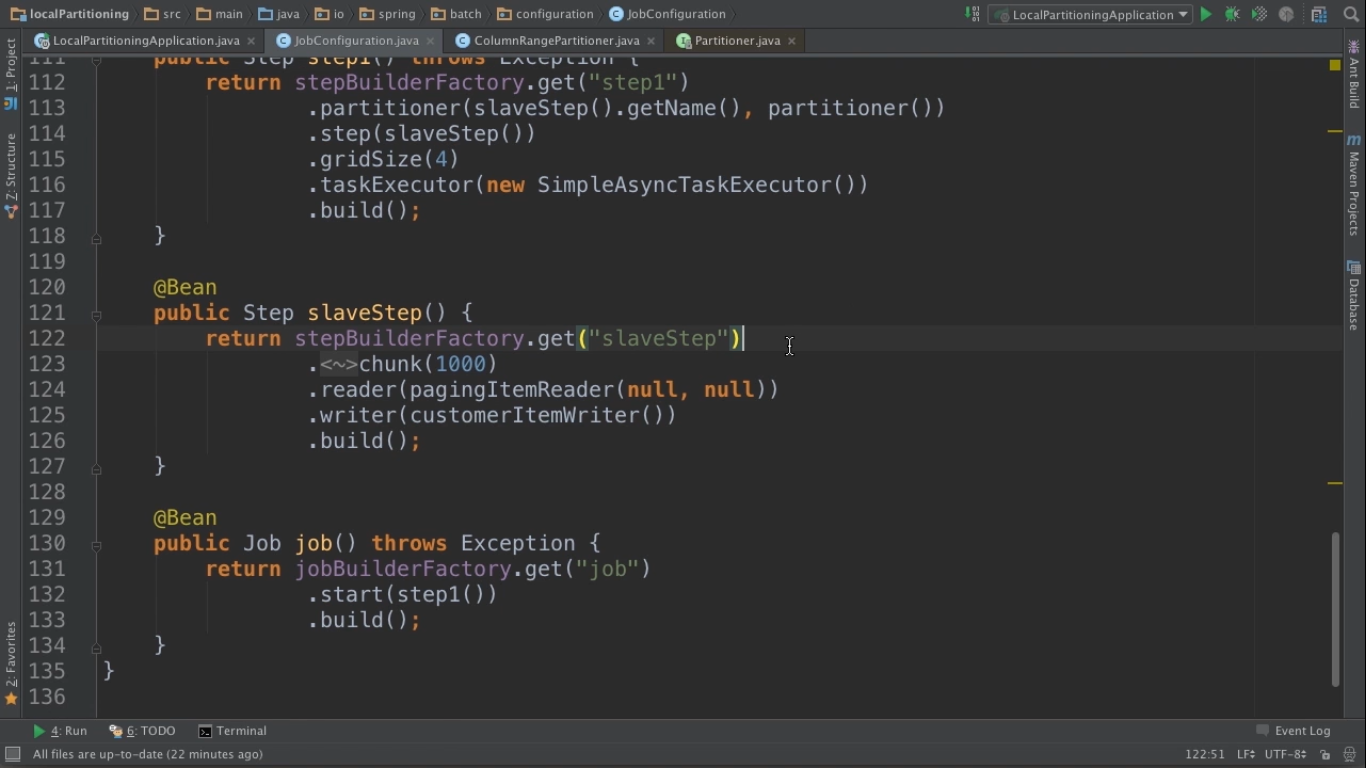 localPartitioning src main java io spring batch configuration JobConfiguration LocalPartitioningApplication
LocalPartitioningApplication.java JobConfiguration.java ColumnRangePartitioner.java Partitioner.java
1: Project
Z: Structure
2: Favorites
111 public Step step1() throws Exception {
112 return stepBuilderFactory.get("step1")
113 .partitioner(slaveStep().getName(), partitioner())
114 .step(slaveStep())
115 .gridSize(4)
116 .taskExecutor(new SimpleAsyncTaskExecutor())
117 .build();
118 }
119
120 @Bean
121 public Step slaveStep() {
122 return stepBuilderFactory.get("slaveStep")
123 .<~>chunk(1000)
124 .reader(pagingItemReader(null, null))
125 .writer(customerItemWriter())
126 .build();
127 }
128
129 @Bean
130 public Job job() throws Exception {
131 return jobBuilderFactory.get("job")
132 .start(step1())
133 .build();
134 }
135 }
136
Ant Build
Maven Projects
Database
4: Run 6: TODO Terminal Event Log
All files are up-to-date (22 minutes ago) 122:51 LF UTF-8